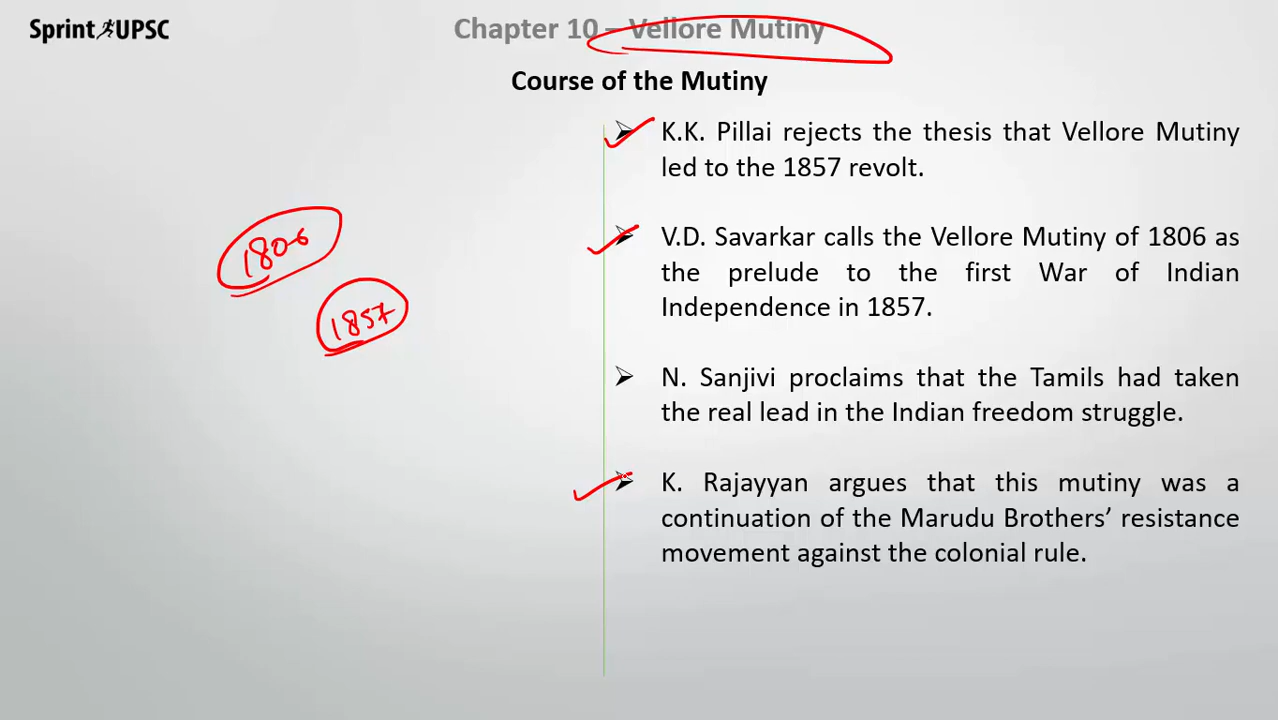 Sprint UPSC
Chapter 10 – Vellore Mutiny
Course of the Mutiny
K.K. Pillai rejects the thesis that Vellore Mutiny
led to the 1857 revolt.
1806
V.D. Savarkar calls the Vellore Mutiny of 1806 as
the prelude to the first War of Indian
Independence in 1857.
1857
N. Sanjivi proclaims that the Tamils had taken
the real lead in the Indian freedom struggle.
K. Rajayyan argues that this mutiny was a
continuation of the Marudu Brothers’ resistance
movement against the colonial rule.